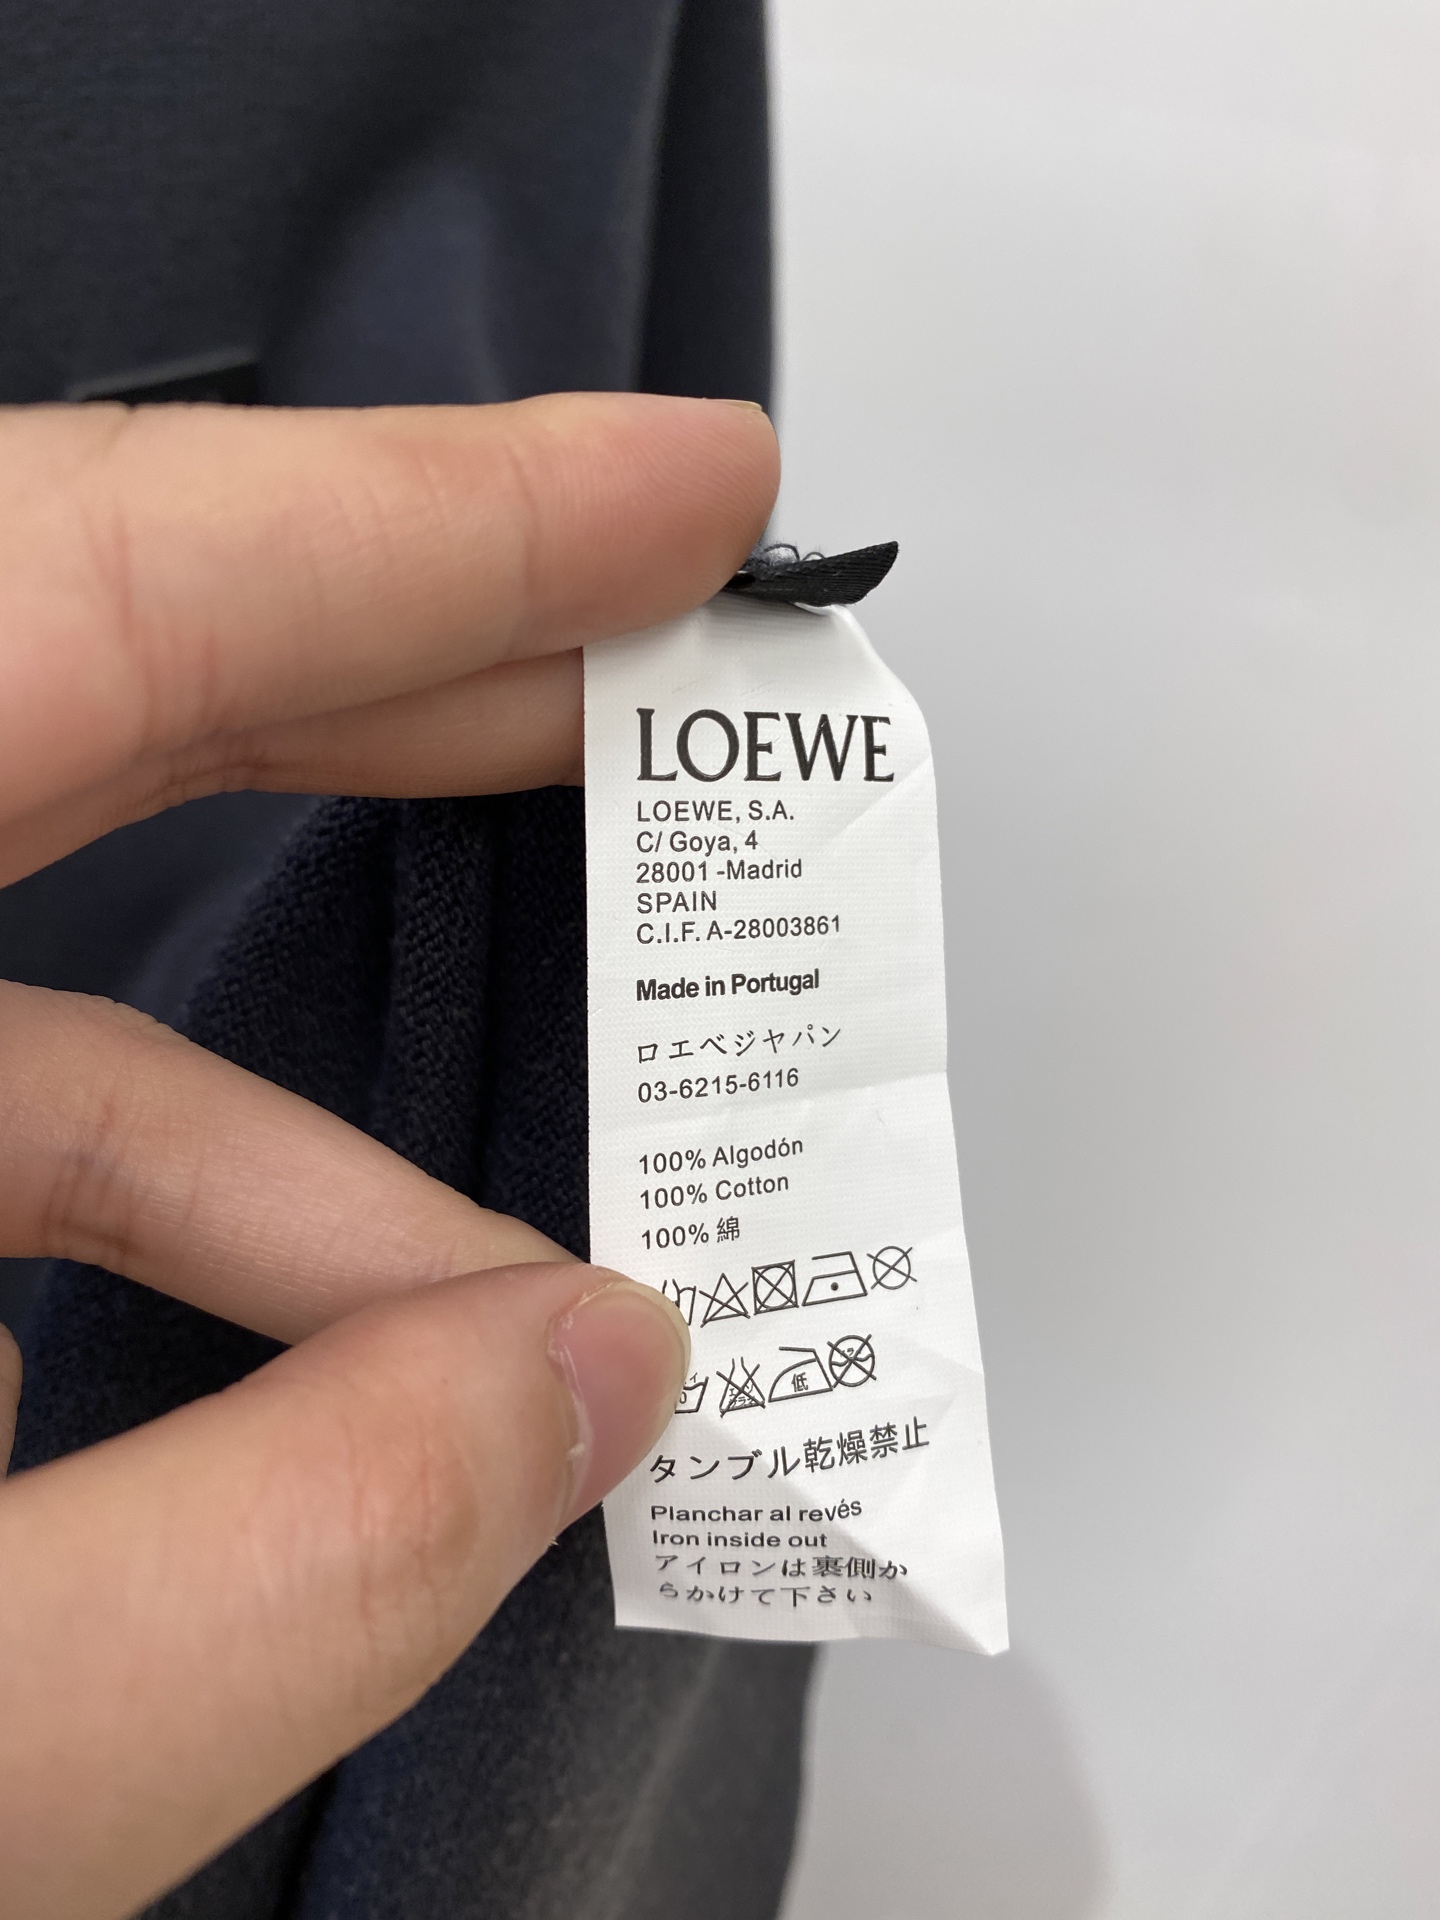 LOEWE
LOEWE, S.A.
C/ Goya, 4
28001 -Madrid
SPAIN
C.I.F. A-28003861
Made in Portugal
ロエベジャパン
03-6215-6116
100% Algodón
100% Cotton
100% 綿
低
タンブル乾燥禁止
Planchar al revés
Iron inside out
アイロンは裏側か
らかけて下さい